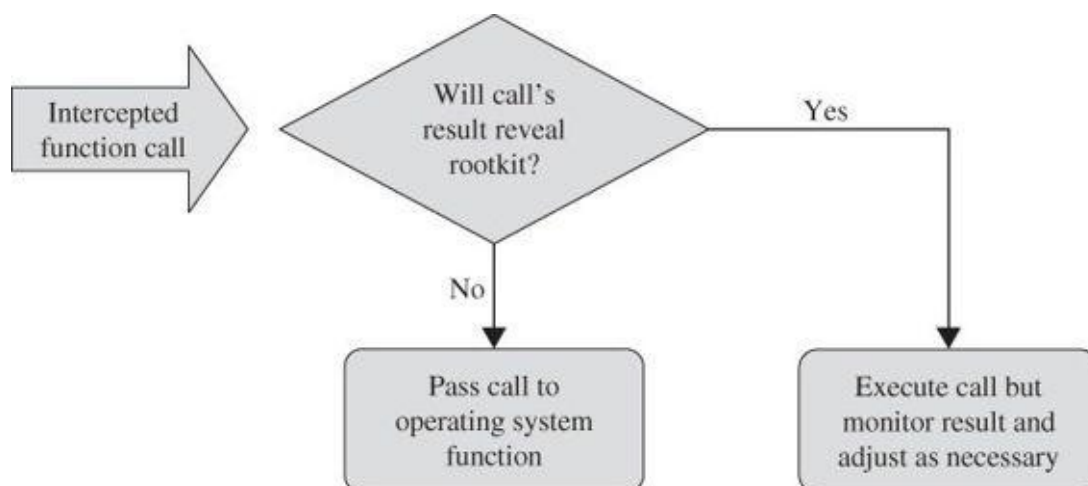 Intercepted
function call
Will call's
result reveal
rootkit?
Yes
No
Pass call to
operating system
function
Execute call but
monitor result and
adjust as necessary